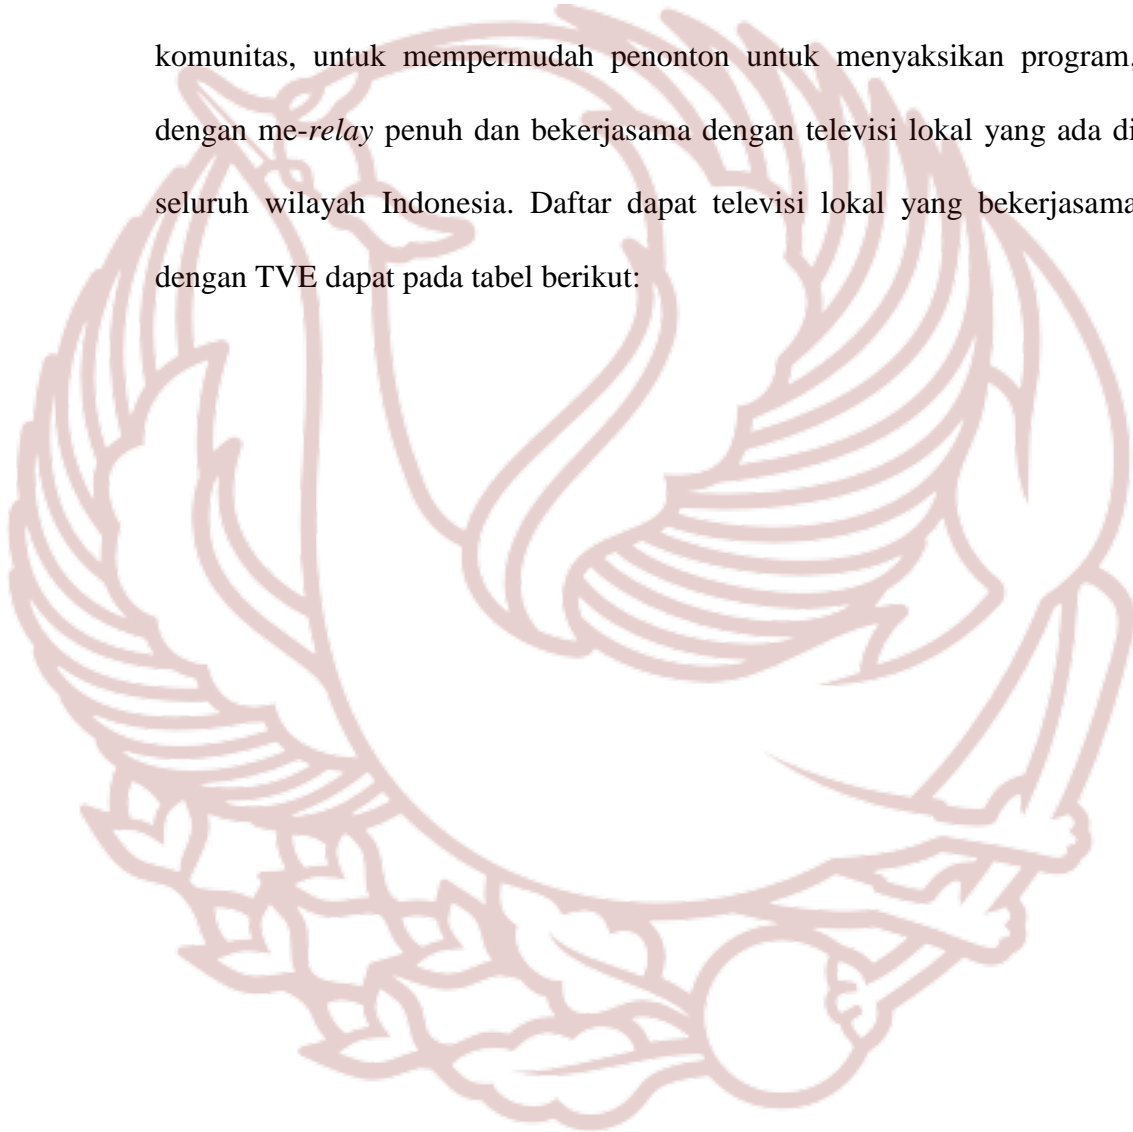 komunitas, untuk mempermudah penonton untuk menyaksikan program,
dengan me-relay penuh dan bekerjasama dengan televisi lokal yang ada di
seluruh wilayah Indonesia. Daftar dapat televisi lokal yang bekerjasama
dengan TVE dapat pada tabel berikut: